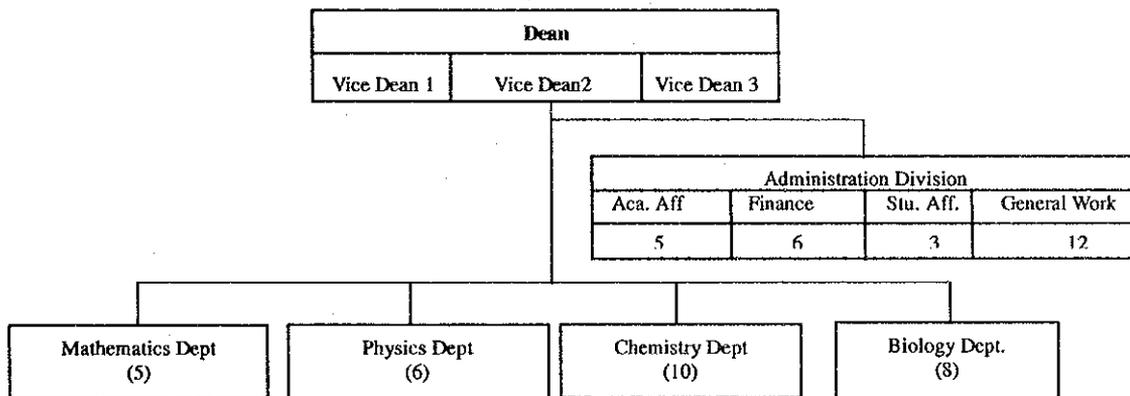 Dean
Vice Dean 1 Vice Dean2 Vice Dean 3
Administration Division
Aca. Aff Finance Stu. Aff. General Work
5 6 3 12
Mathematics Dept Physics Dept Chemistry Dept Biology Dept.
(5) (6) (10) (8)